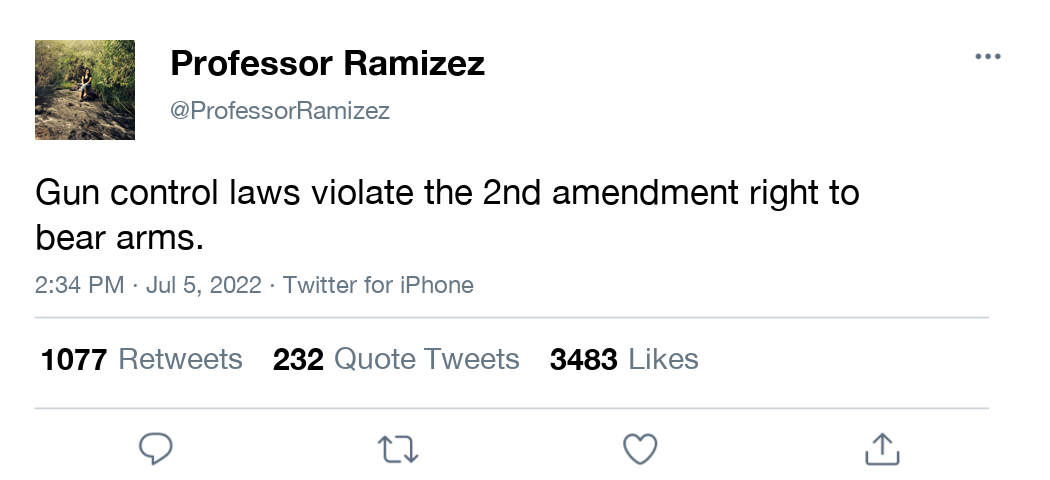 Professor Ramizez
@ProfessorRamizez
Gun control laws violate the 2nd amendment right to
bear arms.
2:34 PM · Jul 5, 2022 · Twitter for iPhone
1077 Retweets 232 Quote Tweets 3483 Likes